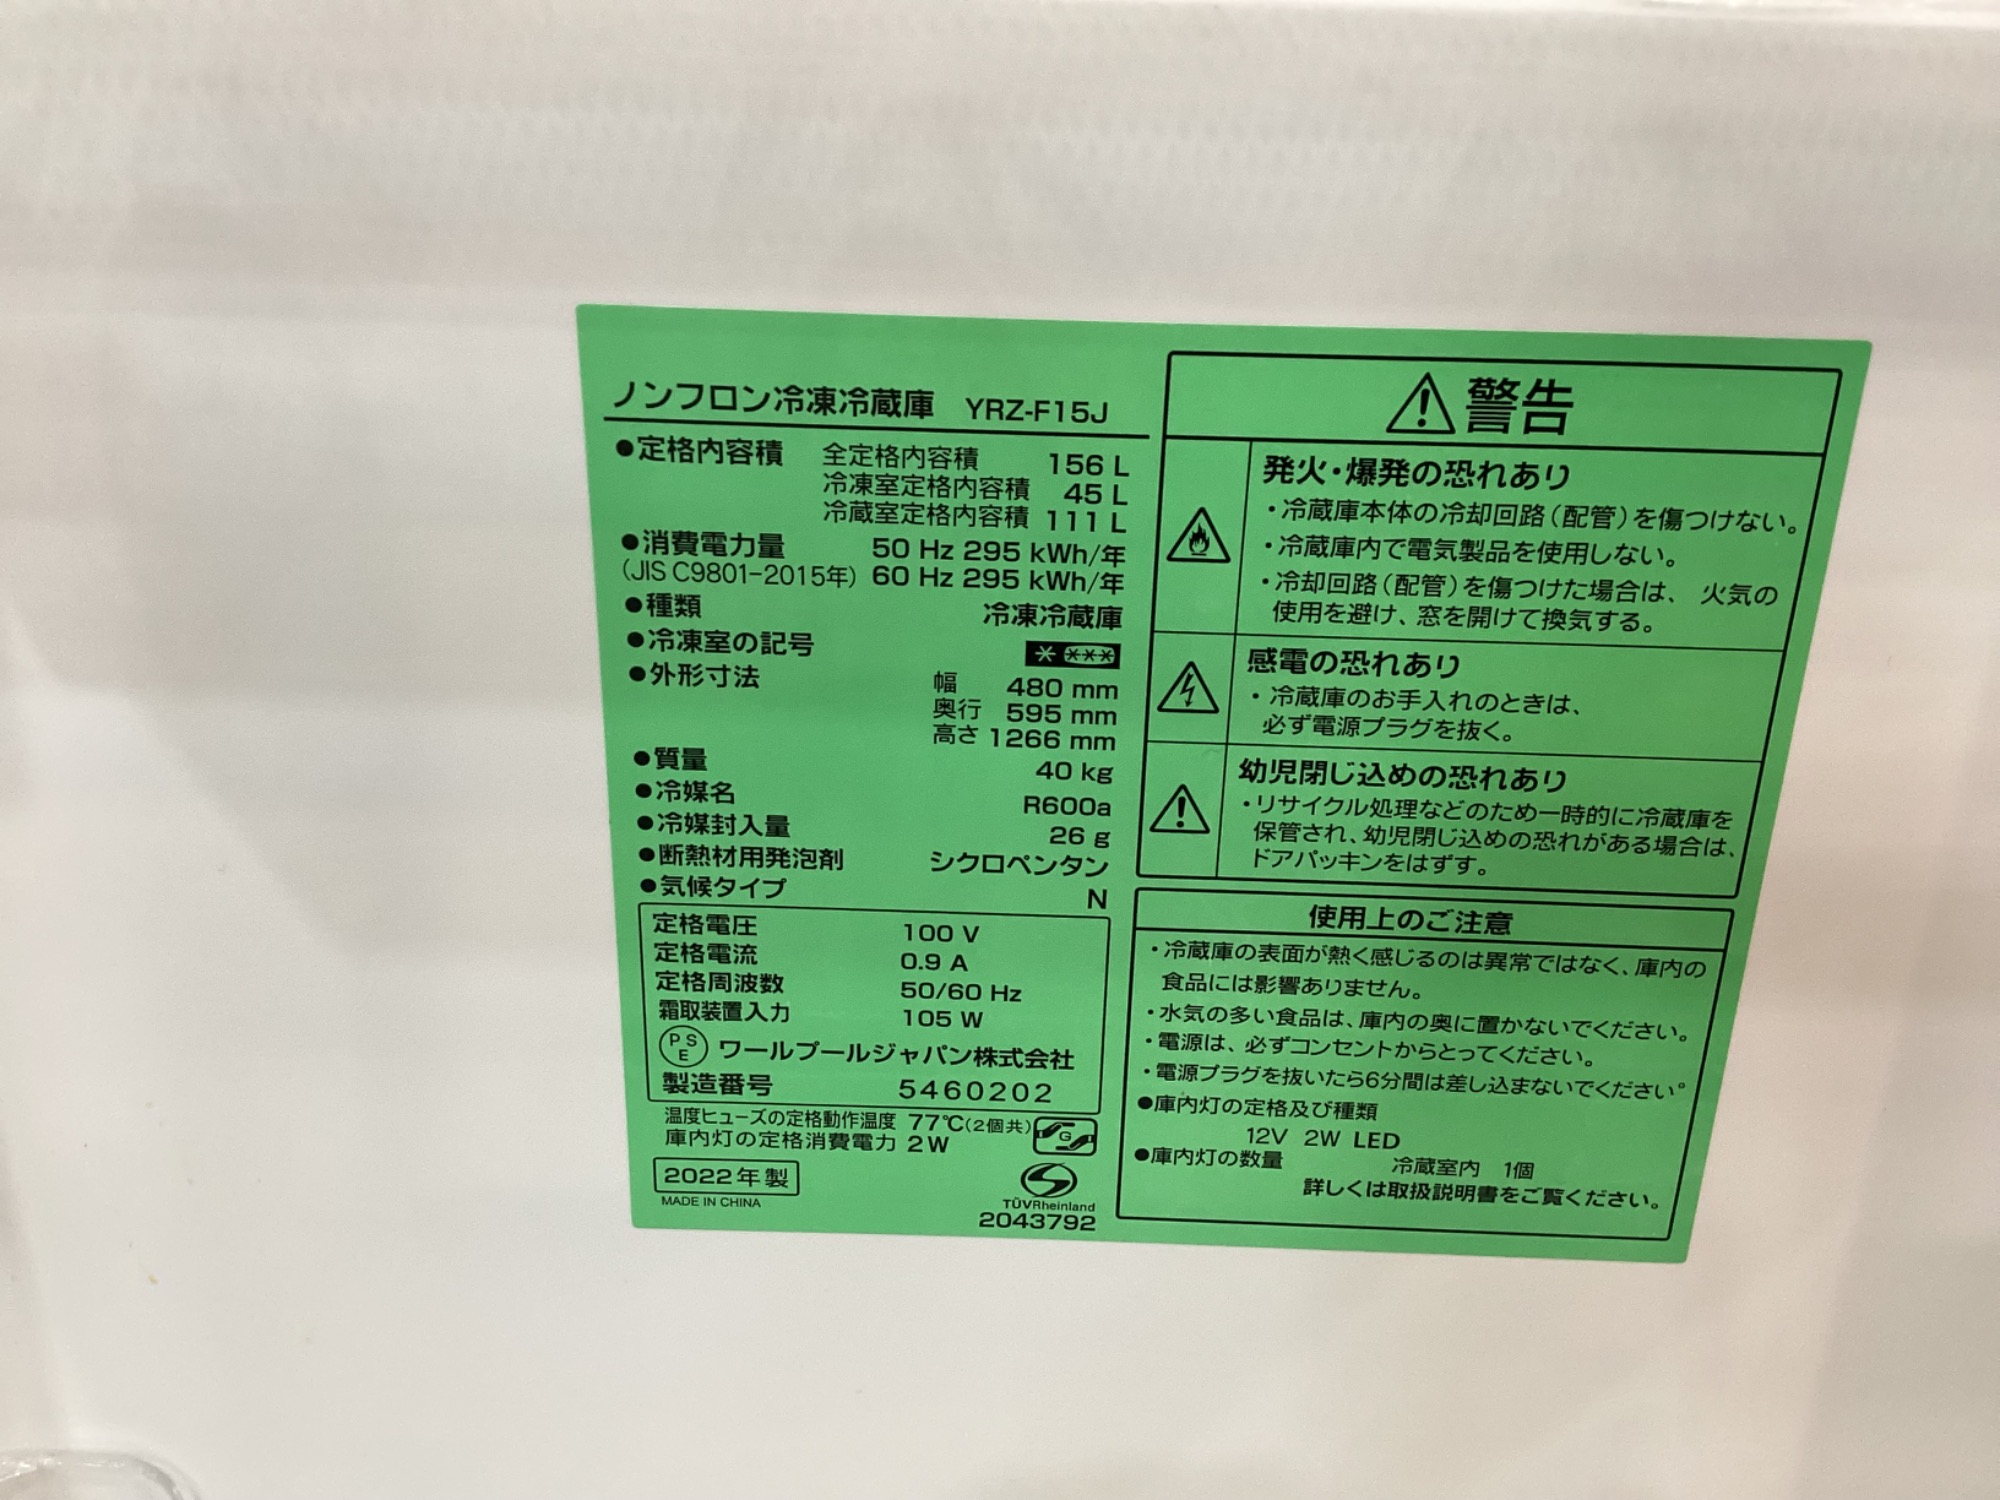 ノンフロン冷凍冷蔵庫 YRZ-F15J
●定格内容積 全定格内容積 156 L
冷凍室定格内容積 45 L
冷蔵室定格内容積 111 L
●消費電力量 50 Hz 295 kWh/年
(JIS C9801-2015年) 60 Hz 295 kWh/年
●種類 冷凍冷蔵庫
●冷凍室の記号
●外形寸法 幅 480 mm
奥行 595 mm
高さ 1266 mm
●質量 40 kg
●冷媒名 R600a
●冷媒封入量 26 g
●断熱材用発泡剤 シクロペンタン
●気候タイプ N
定格電圧 100 V
定格電流 0.9 A
定格周波数 50/60 Hz
霜取装置入力 105 W
PSE ワールプールジャパン株式会社
製造番号 5460202
温度ヒューズの定格動作温度 77℃(2個共)
庫内灯の定格消費電力 2W
G
2022年製
MADE IN CHINA
TÜVRheinland
2043792
警告
発火・爆発の恐れあり
・冷蔵庫本体の冷却回路(配管)を傷つけない。
・冷蔵庫内で電気製品を使用しない。
・冷却回路(配管)を傷つけた場合は、火気の
使用を避け、窓を開けて換気する。
感電の恐れあり
・冷蔵庫のお手入れのときは、
必ず電源プラグを抜く。
幼児閉じ込めの恐れあり
・リサイクル処理などのため一時的に冷蔵庫を
保管され、幼児閉じ込めの恐れがある場合は、
ドアパッキンをはずす。
使用上のご注意
・冷蔵庫の表面が熱く感じるのは異常ではなく、庫内の
食品には影響ありません。
・水気の多い食品は、庫内の奥に置かないでください。
・電源は、必ずコンセントからとってください。
・電源プラグを抜いたら6分間は差し込まないでください。
●庫内灯の定格及び種類
12V 2W LED
●庫内灯の数量 冷蔵室内 1個
詳しくは取扱説明書をご覧ください。